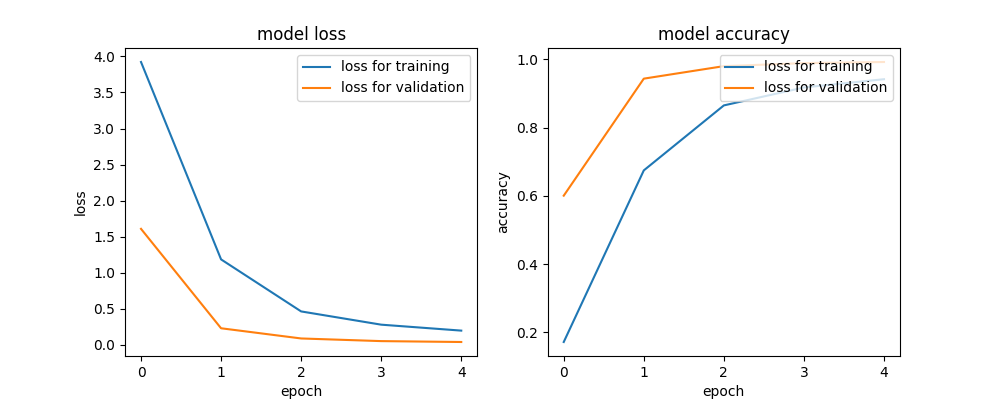 model loss
loss for training
loss for validation
4.0
3.5
3.0
2.5
2.0
1.5
1.0
0.5
0.0
loss
0 1 2 3 4
epoch
model accuracy
loss for training
loss for validation
1.0
0.8
0.6
0.4
0.2
accuracy
0 1 2 3 4
epoch